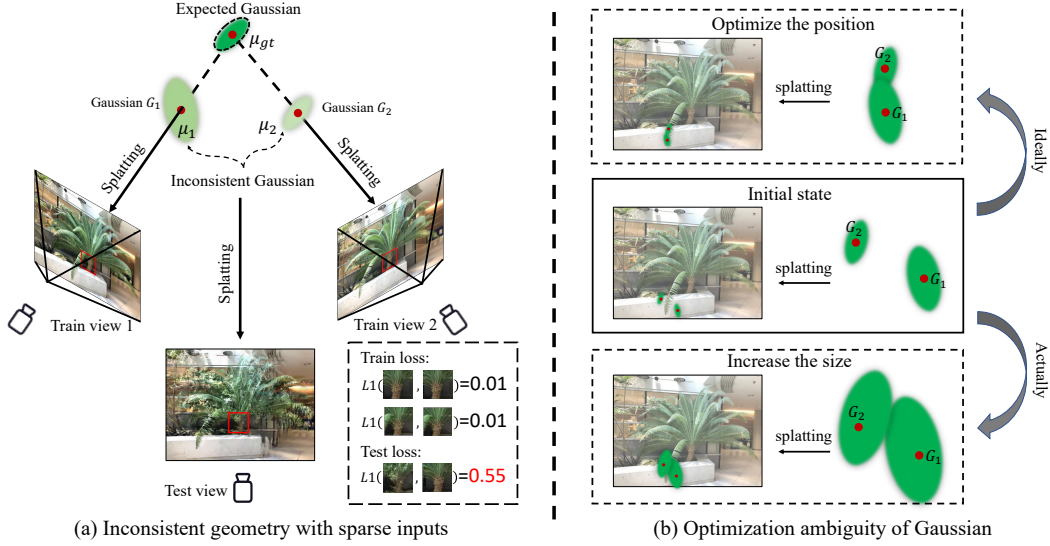 Expected Gaussian
μ_gt
Gaussian G₁
μ₁
μ₂
Gaussian G₂
Splatting
Splatting
Inconsistent Gaussian
Splatting
Train view 1
Train view 2
Train loss:
L1( , )=0.01
L1( , )=0.01
Test loss:
L1( , )=0.55
Test view
(a) Inconsistent geometry with sparse inputs
Optimize the position
splatting
G₂
G₁
Ideally
Initial state
splatting
G₂
G₁
Actually
Increase the size
splatting
G₂
G₁
(b) Optimization ambiguity of Gaussian